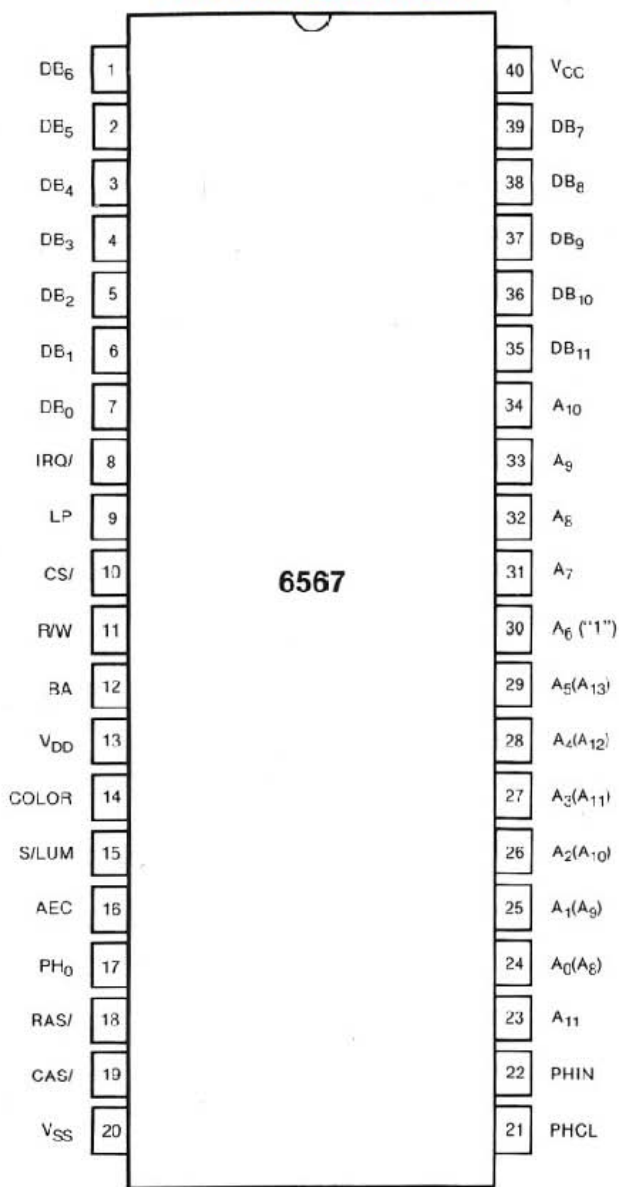 DB₆ 1 40 V_CC
DB₅ 2 39 DB₇
DB₄ 3 38 DB₈
DB₃ 4 37 DB₉
DB₂ 5 36 DB₁₀
DB₁ 6 35 DB₁₁
DB₀ 7 34 A₁₀
IRQ/ 8 33 A₉
LP 9 32 A₈
CS/ 10 31 A₇
6567
R/W 11 30 A₆ ("1")
BA 12 29 A₅(A₁₃)
V_DD 13 28 A₄(A₁₂)
COLOR 14 27 A₃(A₁₁)
S/LUM 15 26 A₂(A₁₀)
AEC 16 25 A₁(A₉)
PH₀ 17 24 A₀(A₈)
RAS/ 18 23 A₁₁
CAS/ 19 22 PHIN
V_SS 20 21 PHCL